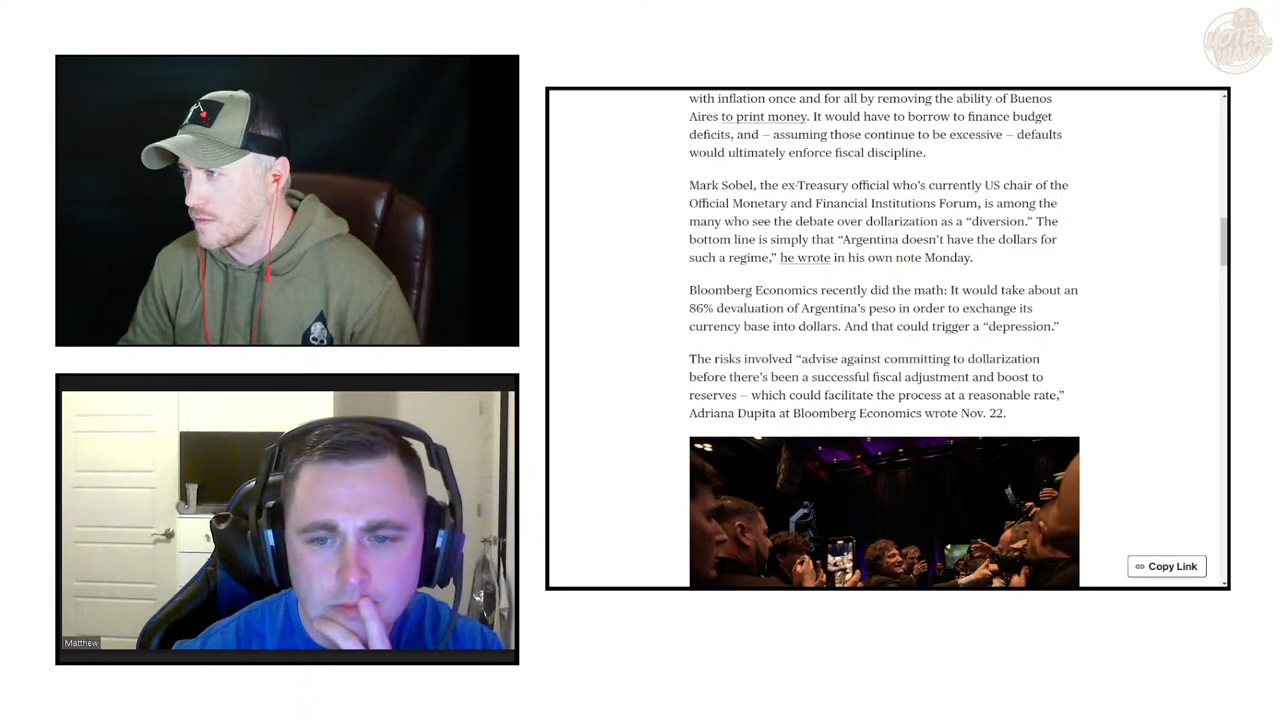 HOTEL
HAVOC
with inflation once and for all by removing the ability of Buenos
Aires to print money. It would have to borrow to finance budget
deficits, and – assuming those continue to be excessive – defaults
would ultimately enforce fiscal discipline.
Mark Sobel, the ex-Treasury official who’s currently US chair of the
Official Monetary and Financial Institutions Forum, is among the
many who see the debate over dollarization as a “diversion.” The
bottom line is simply that “Argentina doesn’t have the dollars for
such a regime,” he wrote in his own note Monday.
Bloomberg Economics recently did the math: It would take about an
86% devaluation of Argentina’s peso in order to exchange its
currency base into dollars. And that could trigger a “depression.”
The risks involved “advise against committing to dollarization
before there’s been a successful fiscal adjustment and boost to
reserves – which could facilitate the process at a reasonable rate,”
Adriana Dupita at Bloomberg Economics wrote Nov. 22.
Copy Link
Matthew